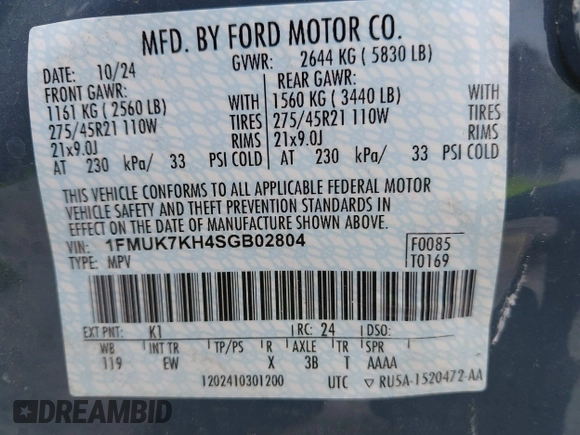 MFD. BY FORD MOTOR CO.
DATE: 10/24 GVWR: 2644 KG ( 5830 LB)
FRONT GAWR: REAR GAWR:
1161 KG ( 2560 LB) WITH 1560 KG ( 3440 LB) WITH
275/45R21 110W TIRES 275/45R21 110W TIRES
21x9.0J RIMS 21x9.0J RIMS
AT 230 kPa/ 33 PSI COLD AT 230 kPa/ 33 PSI COLD
THIS VEHICLE CONFORMS TO ALL APPLICABLE FEDERAL MOTOR
VEHICLE SAFETY AND THEFT PREVENTION STANDARDS IN
EFFECT ON THE DATE OF MANUFACTURE SHOWN ABOVE.
VIN: 1FMUK7KH4SGB02804 F0085
TYPE: MPV T0169
EXT PNT: K1 RC: 24 DSO:
WB INT TR TP/PS R AXLE TR SPR
119 EW X 3B T AAAA
1202410301200 UTC ▽ RU5A-1520472-AA
DREAMBID